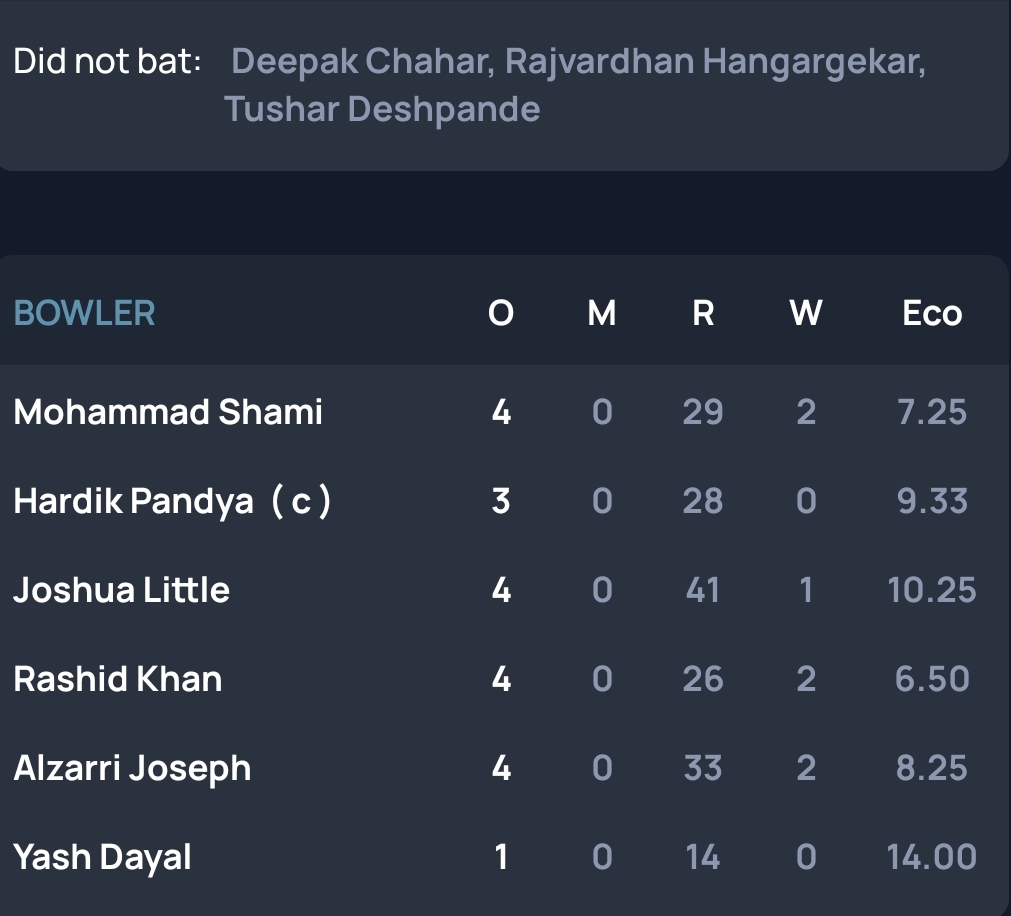 Did not bat: Deepak Chahar, Rajvardhan Hangargekar,
Tushar Deshpande
BOWLER O M R W Eco
Mohammad Shami 4 0 29 2 7.25
Hardik Pandya ( c ) 3 0 28 0 9.33
Joshua Little 4 0 41 1 10.25
Rashid Khan 4 0 26 2 6.50
Alzarri Joseph 4 0 33 2 8.25
Yash Dayal 1 0 14 0 14.00